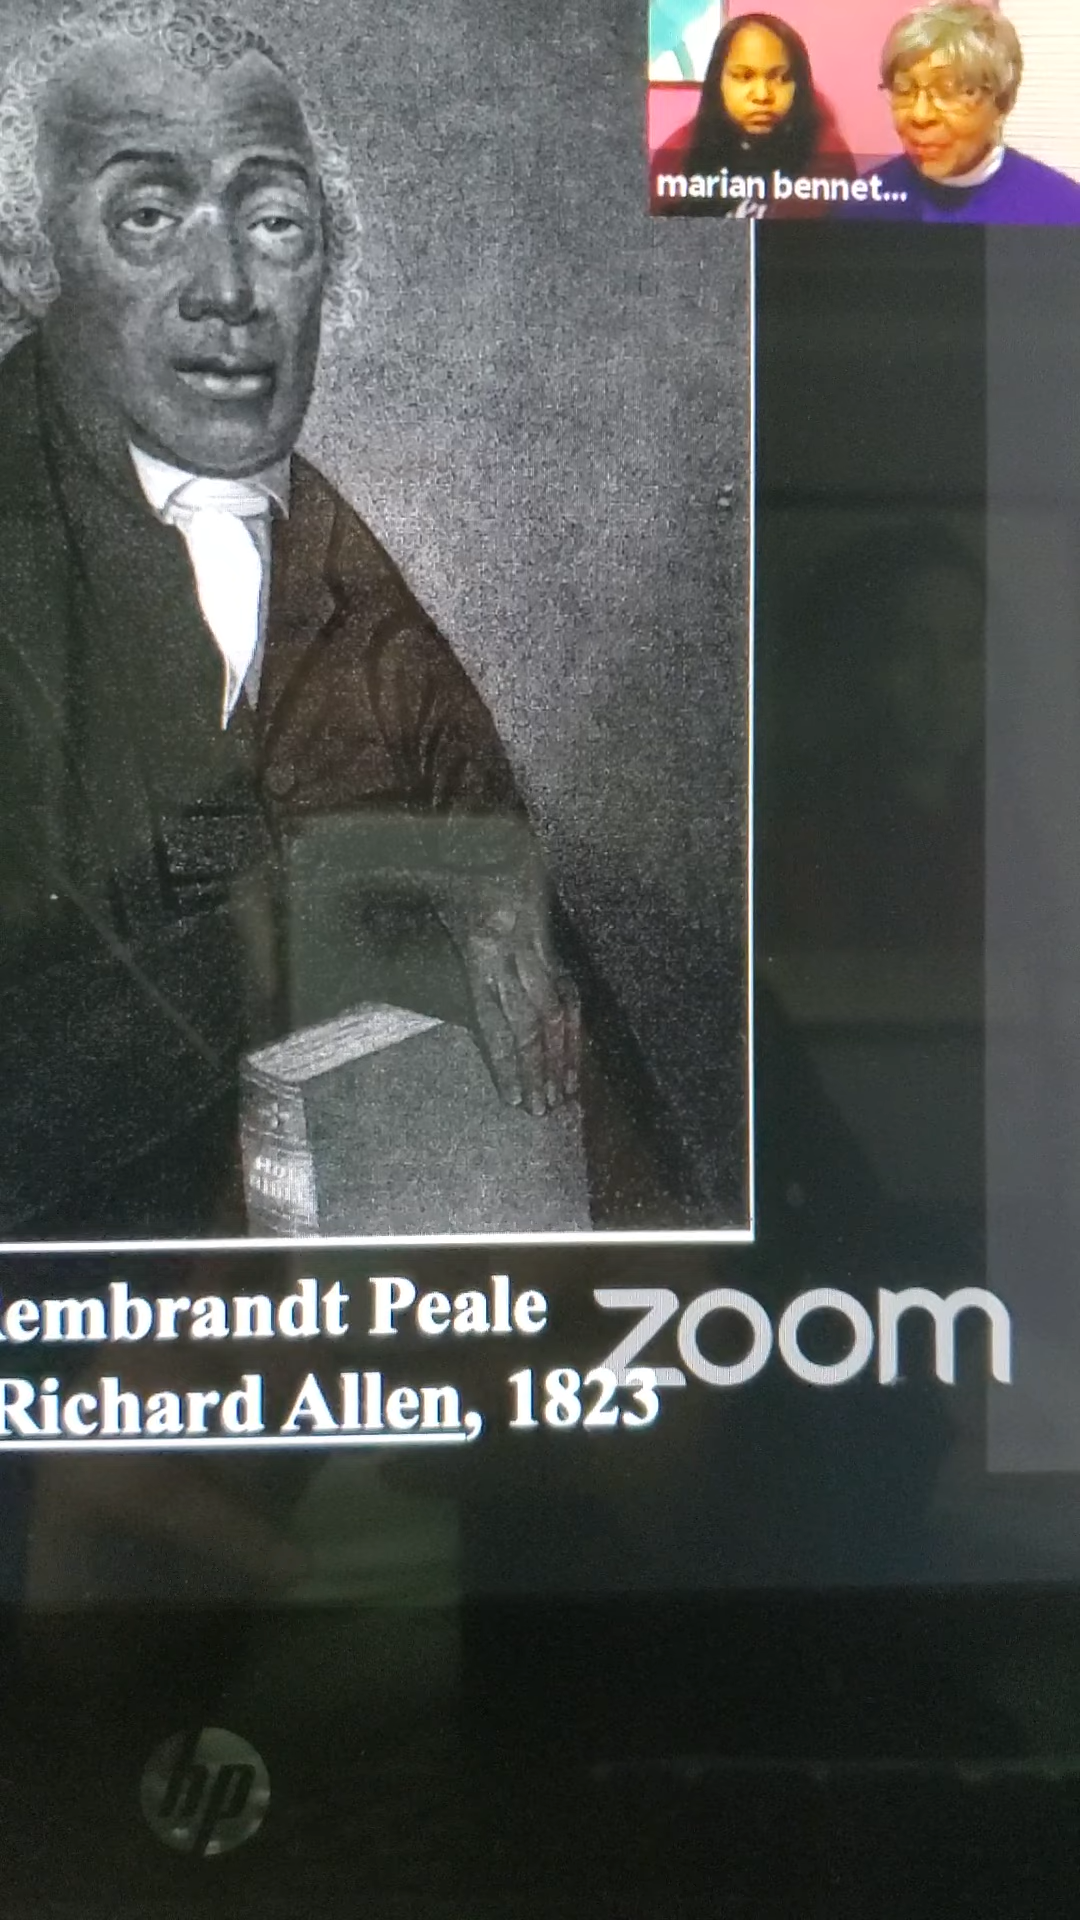 marian bennet...
embrandt Peale
zoom
Richard Allen, 1823
hp